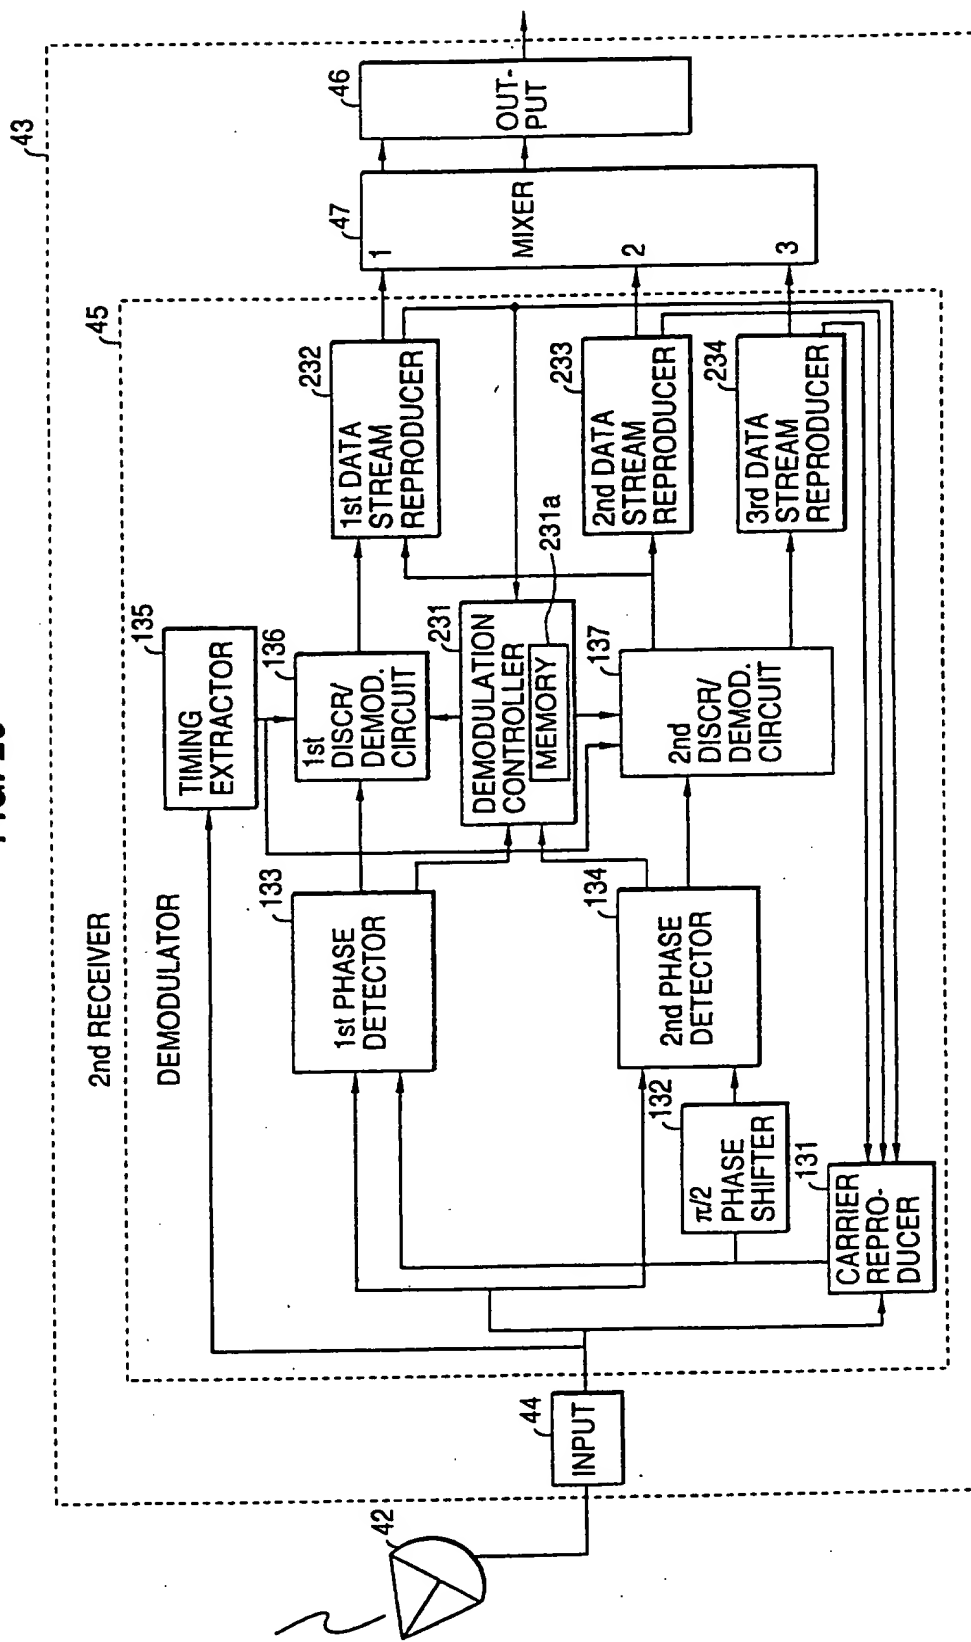 2nd RECEIVER
43
DEMODULATOR
45
42
44
INPUT
135
TIMING
EXTRACTOR
133
1st PHASE
DETECTOR
136
1st
DISCR/
DEMOD.
CIRCUIT
232
1st DATA
STREAM
REPRODUCER
47
1
MIXER
2
3
46
OUT-
PUT
231
DEMODULATION
CONTROLLER
MEMORY
231a
134
2nd PHASE
DETECTOR
137
2nd
DISCR/
DEMOD.
CIRCUIT
233
2nd DATA
STREAM
REPRODUCER
132
π/2
PHASE
SHIFTER
234
3rd DATA
STREAM
REPRODUCER
131
CARRIER
REPRO-
DUCER